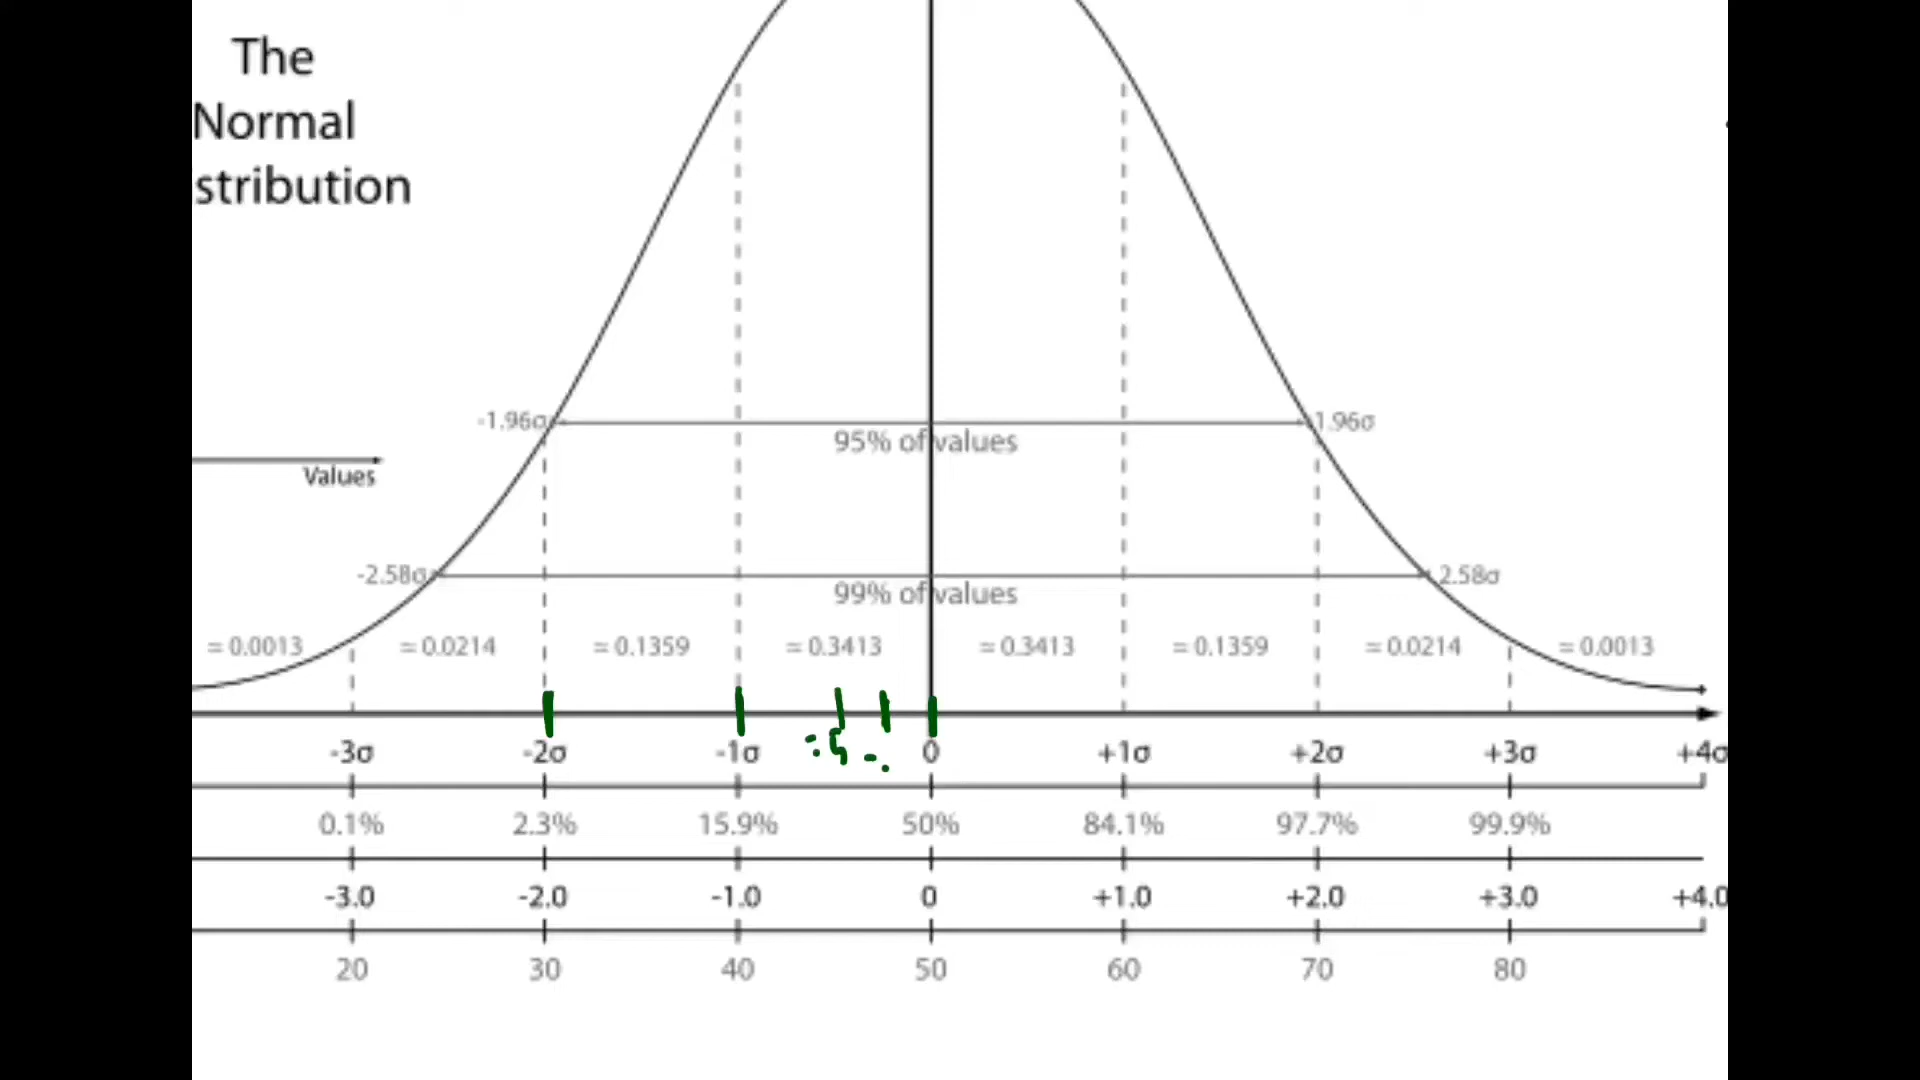 The
Normal
stribution
-1.96σ
1.96σ
95% of values
Values
-2.58σ
2.58σ
99% of values
= 0.0013 = 0.0214 = 0.1359 = 0.3413 = 0.3413 = 0.1359 = 0.0214 = 0.0013
-3σ -2σ -1σ 0 +1σ +2σ +3σ +4σ
0.1% 2.3% 15.9% 50% 84.1% 97.7% 99.9%
-3.0 -2.0 -1.0 0 +1.0 +2.0 +3.0 +4.0
20 30 40 50 60 70 80